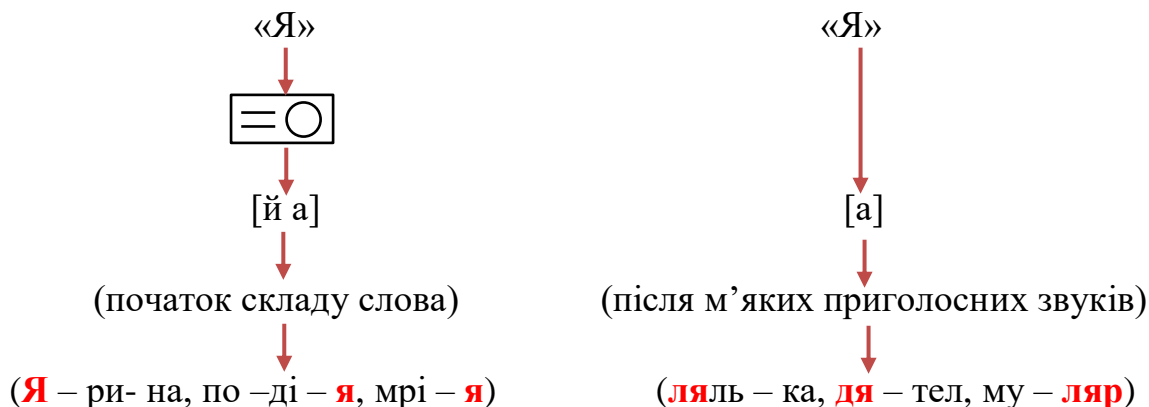 «Я» «Я»
[й а] [а]
(початок складу слова) (після м’яких приголосних звуків)
(Я – ри- на, по –ді – я, мрі – я) (ляль – ка, дя – тел, му – ляр)